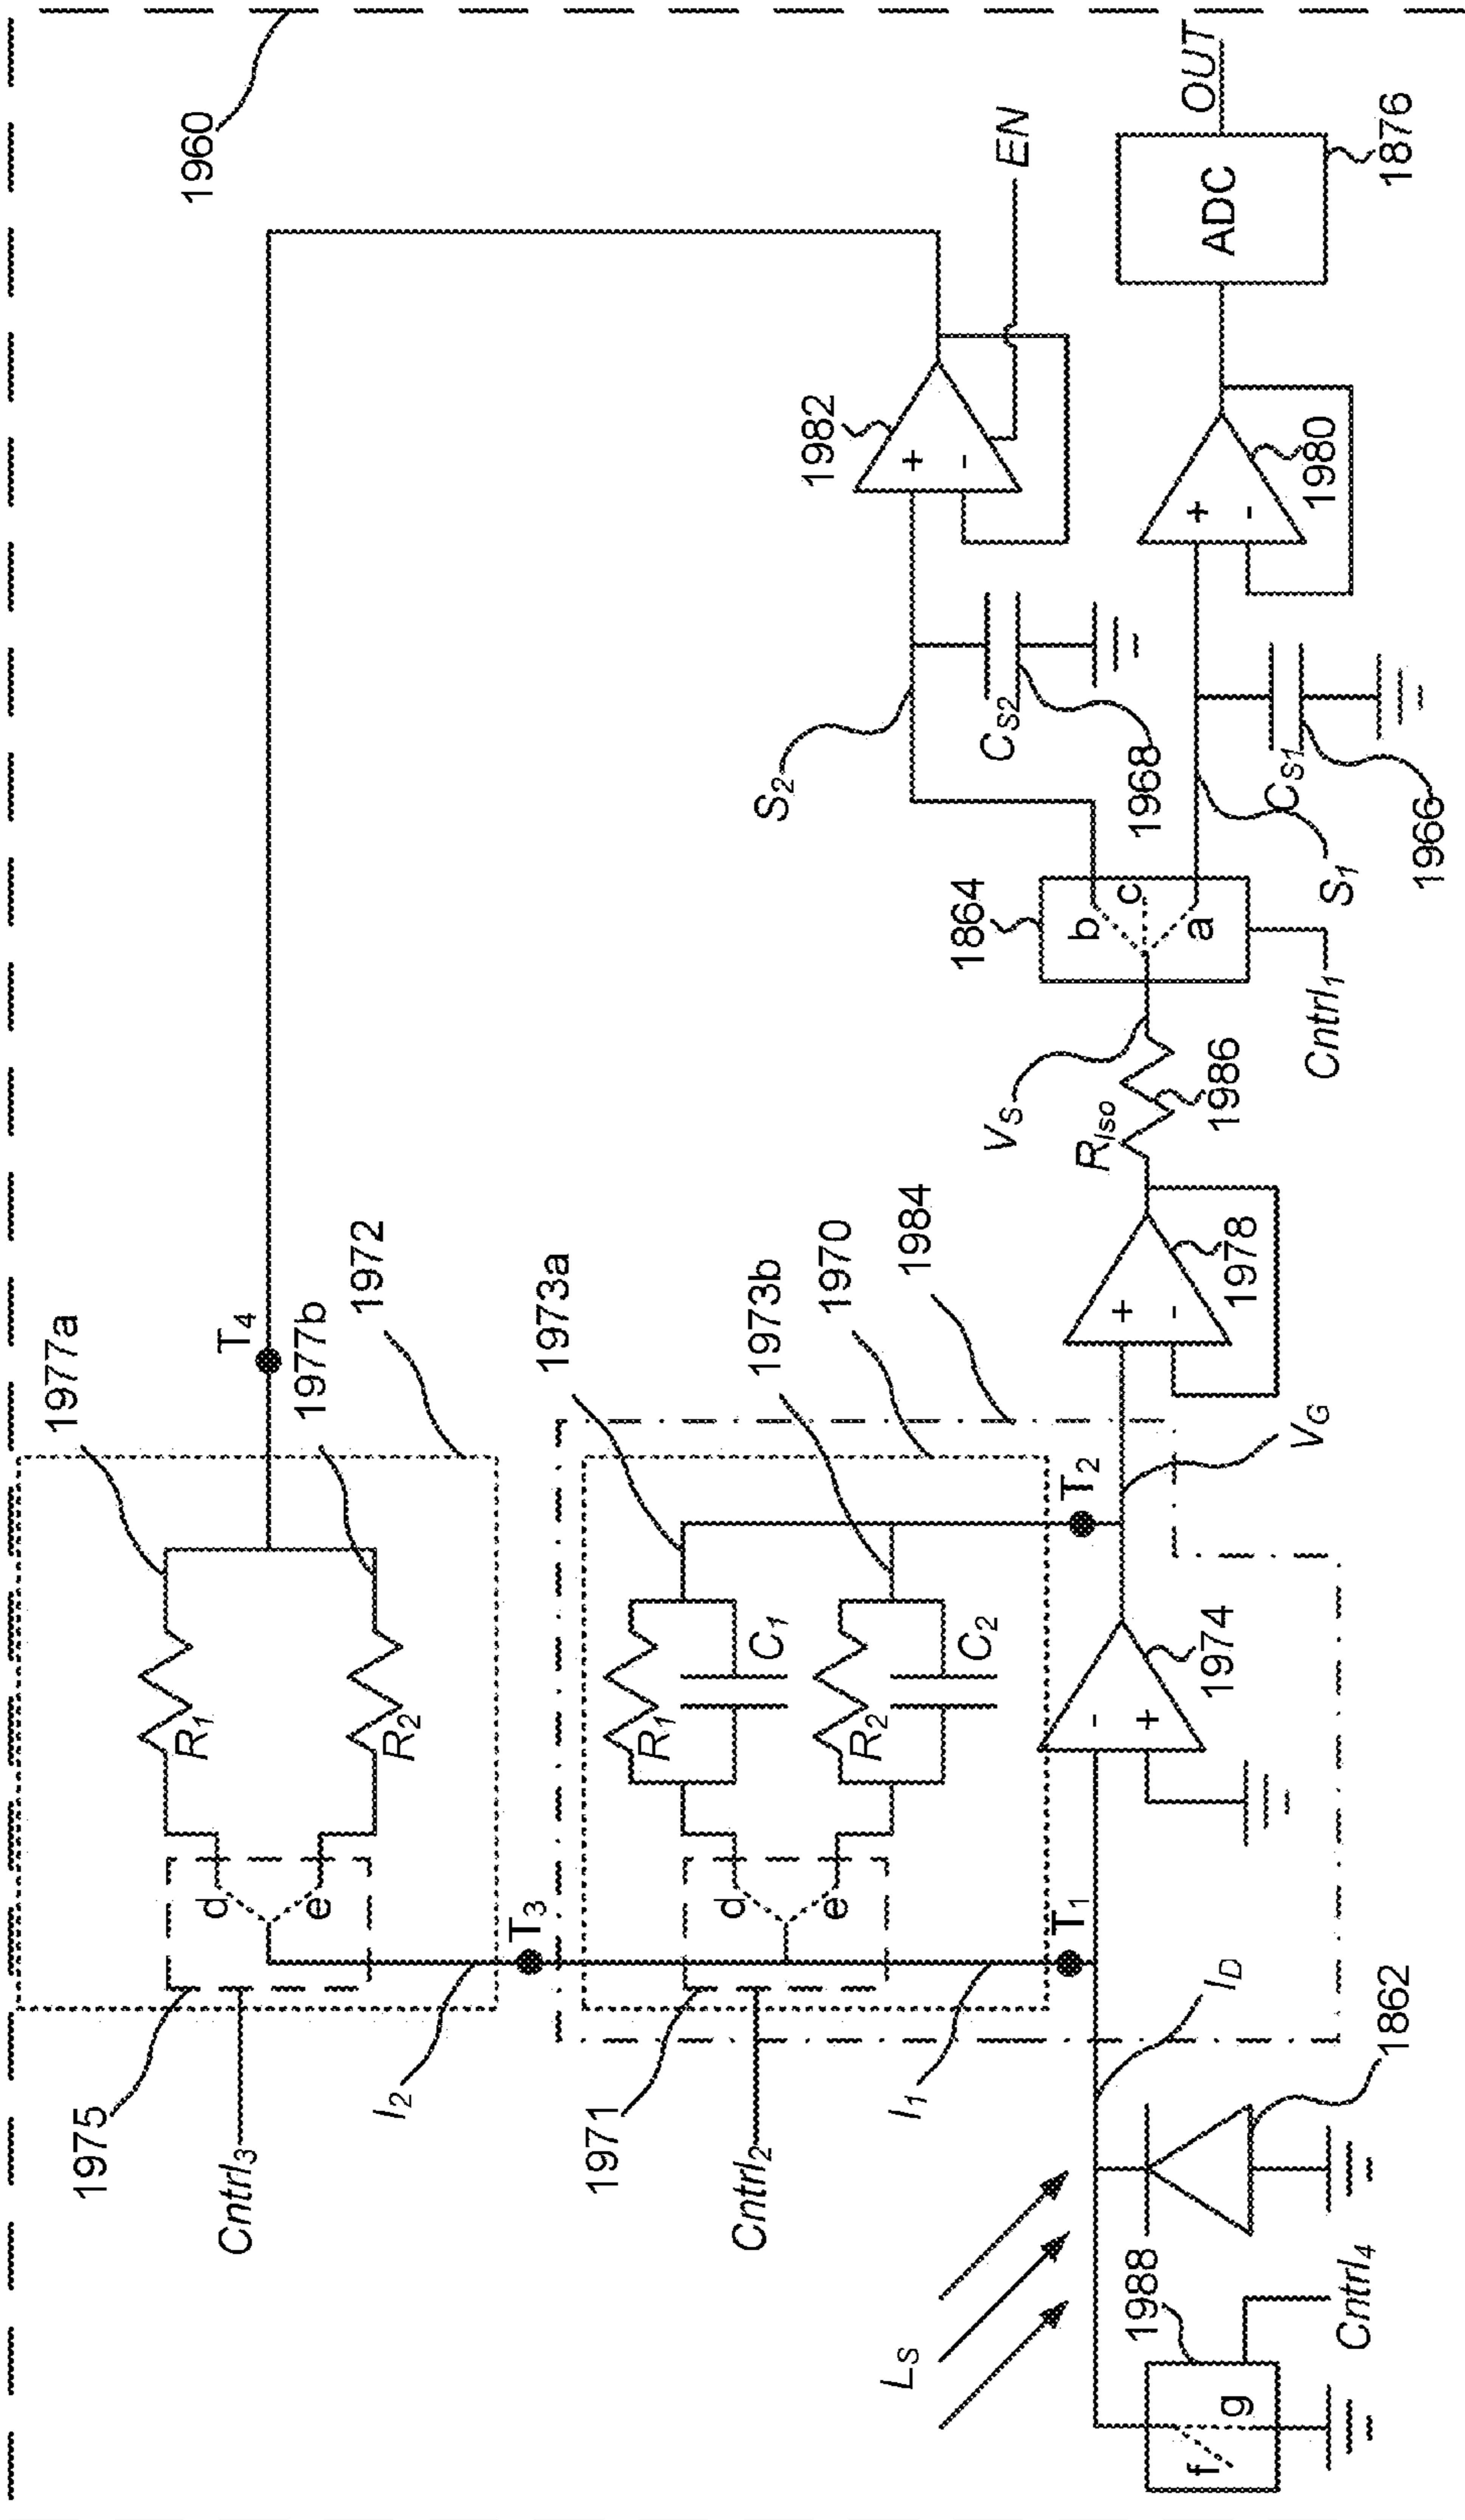 1960
1977a
T4
1977b
1972
R1
R2
d
e
1975
Cntrl3
I2
T3
1973a
1973b
1970
1984
R1
C1
R2
C2
d
e
1971
Cntrl2
I1
T1
T2
VG
-
+
1974
ID
LS
1862
1988
f
g
Cntrl4
+
-
1978
RIso
1986
VS
1864
b
c
a
Cntrl1
S2
CS2
1968
S1
CS1
1966
1982
+
-
EN
+
-
1980
ADC
1876
OUT